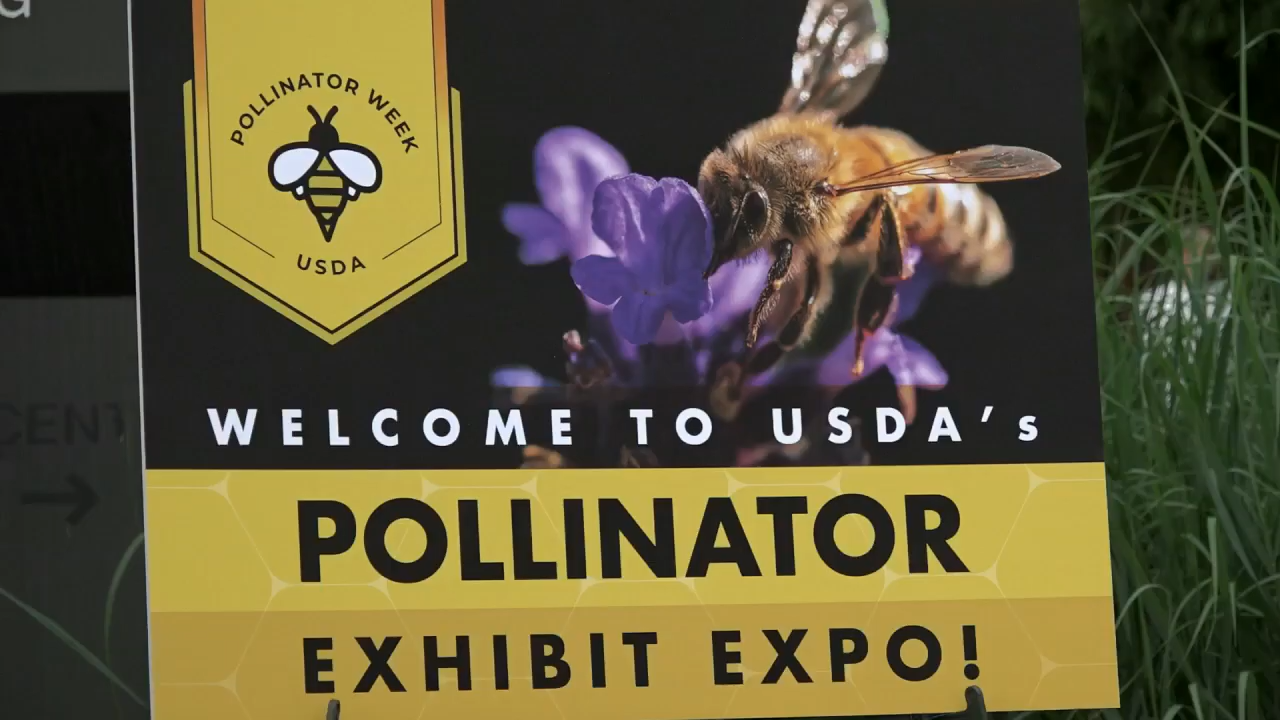 POLLINATOR WEEK
USDA
WELCOME TO USDA's
POLLINATOR
EXHIBIT EXPO!